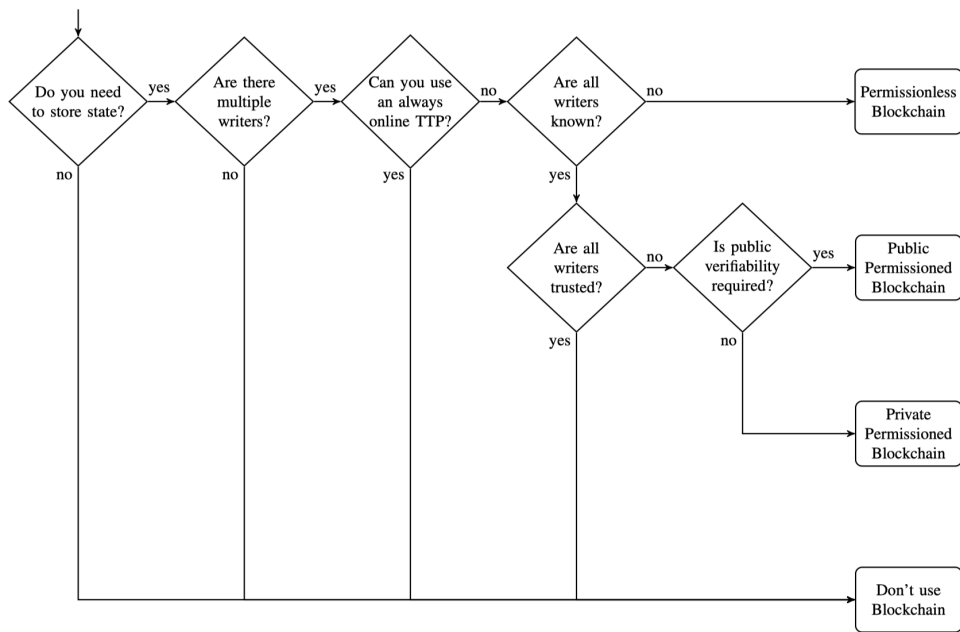 Do you need
to store state?
yes
no
Are there
multiple
writers?
yes
no
Can you use
an always
online TTP?
no
yes
Are all
writers
known?
no
yes
Permissionless
Blockchain
Are all
writers
trusted?
no
yes
Is public
verifiability
required?
yes
no
Public
Permissioned
Blockchain
Private
Permissioned
Blockchain
Don't use
Blockchain